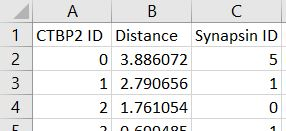 A B C
1 CTBP2 ID Distance Synapsin ID
2 0 3.886072 5
3 1 2.790656 1
4 2 1.761054 0